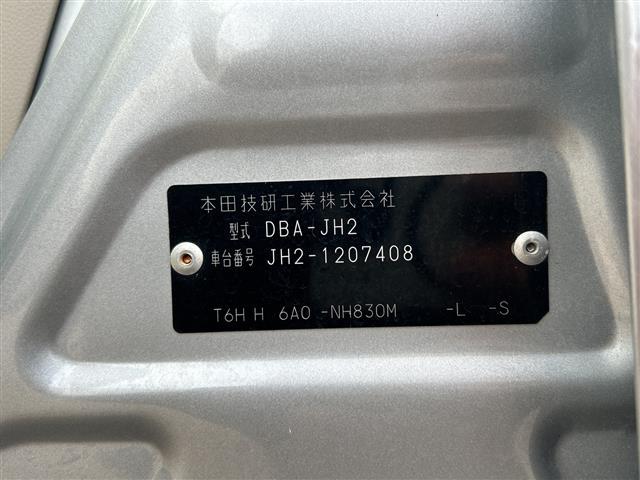 本田技研工業株式会社
型式 DBA-JH2
車台番号 JH2-1207408
T6H H 6A0 -NH830M -L -S